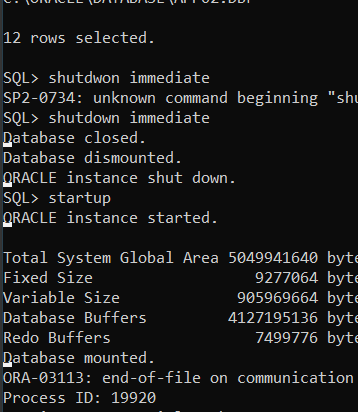 C:\ORACLE\DATABASE\APP02.DBF
12 rows selected.
SQL> shutdwon immediate
SP2-0734: unknown command beginning "shu
SQL> shutdown immediate
Database closed.
Database dismounted.
ORACLE instance shut down.
SQL> startup
ORACLE instance started.
Total System Global Area 5049941640 byte
Fixed Size 9277064 byte
Variable Size 905969664 byte
Database Buffers 4127195136 byte
Redo Buffers 7499776 byte
Database mounted.
ORA-03113: end-of-file on communication
Process ID: 19920